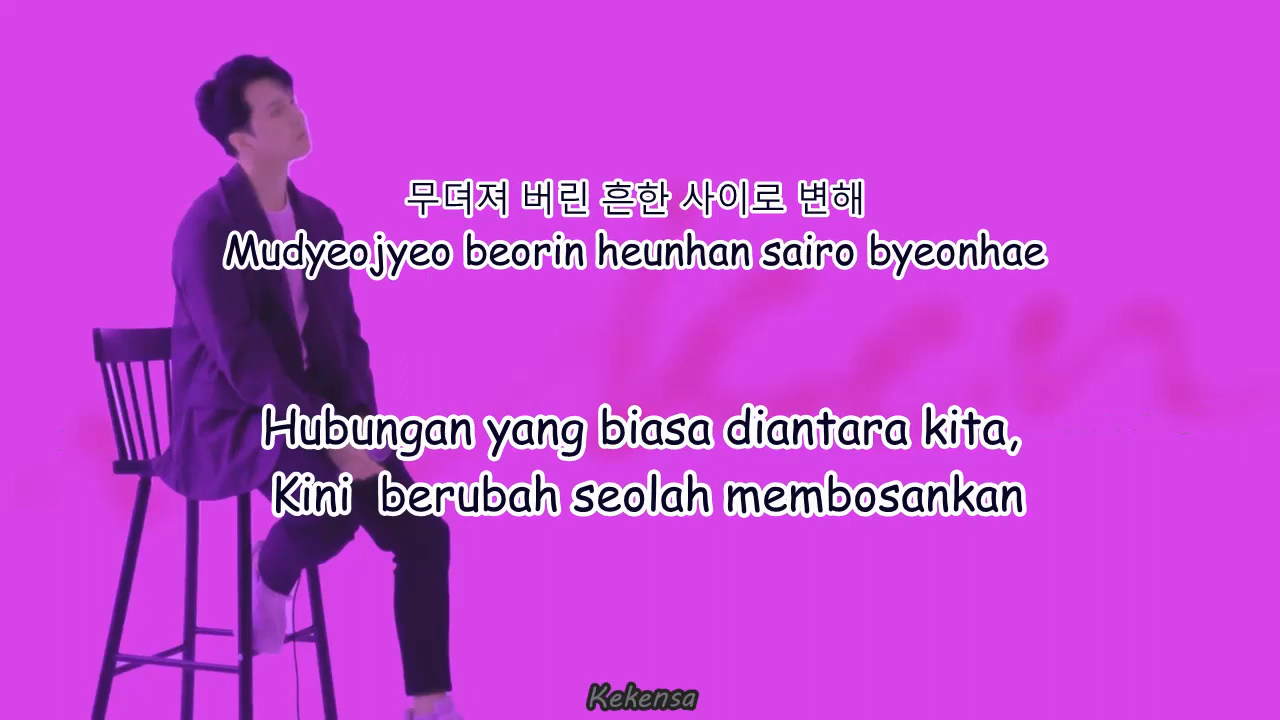 무뎌져 버린 흔한 사이로 변해
Mudyeojyeo beorin heunhan sairo byeonhae
Ken
Hubungan yang biasa diantara kita,
Kini berubah seolah membosankan
Kekensa